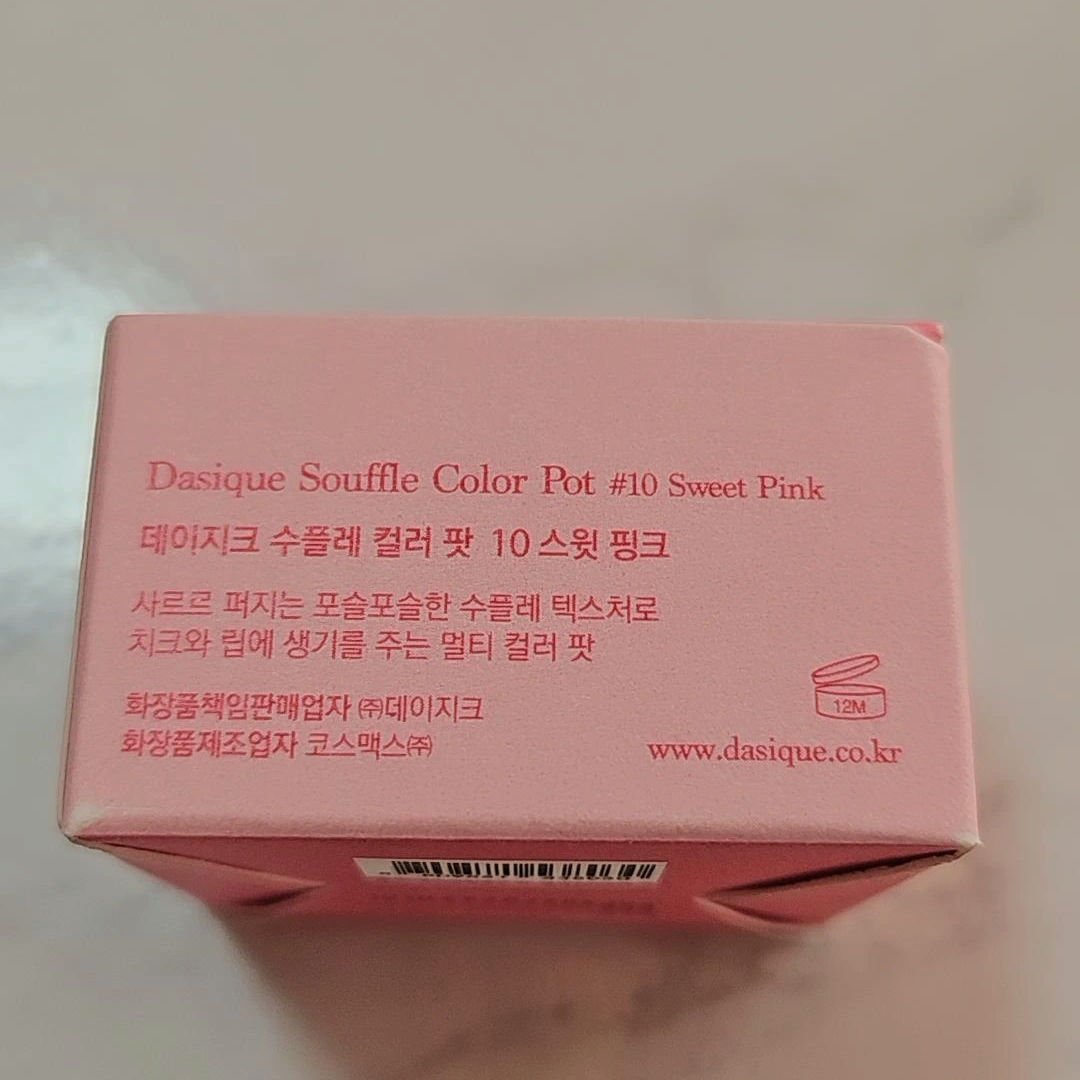 Dasique Souffle Color Pot #10 Sweet Pink
데이지크 수플레 컬러 팟 10 스윗 핑크
사르르 퍼지는 포슬포슬한 수플레 텍스처로
치크와 립에 생기를 주는 멀티 컬러 팟
화장품책임판매업자 ㈜데이지크
화장품제조업자 코스맥스㈜
12M
www.dasique.co.kr